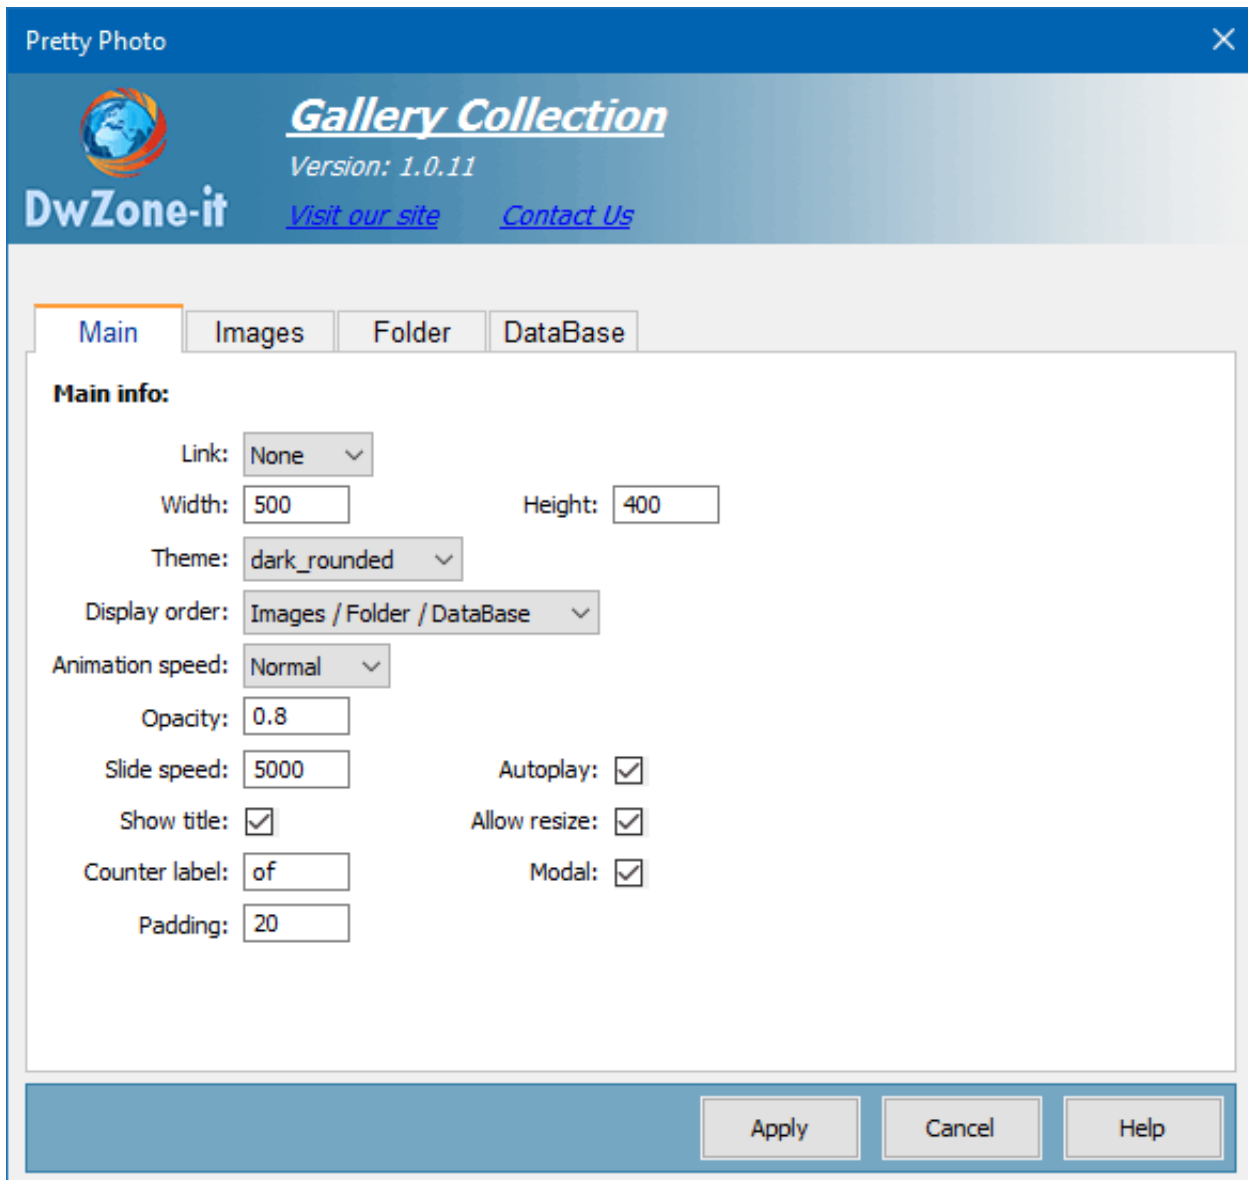 Pretty Photo
Gallery Collection
Version: 1.0.11
DwZone-it
Visit our site Contact Us
Main Images Folder DataBase
Main info:
Link: None
Width: 500 Height: 400
Theme: dark_rounded
Display order: Images / Folder / DataBase
Animation speed: Normal
Opacity: 0.8
Slide speed: 5000 Autoplay:
Show title: Allow resize:
Counter label: of Modal:
Padding: 20
Apply Cancel Help